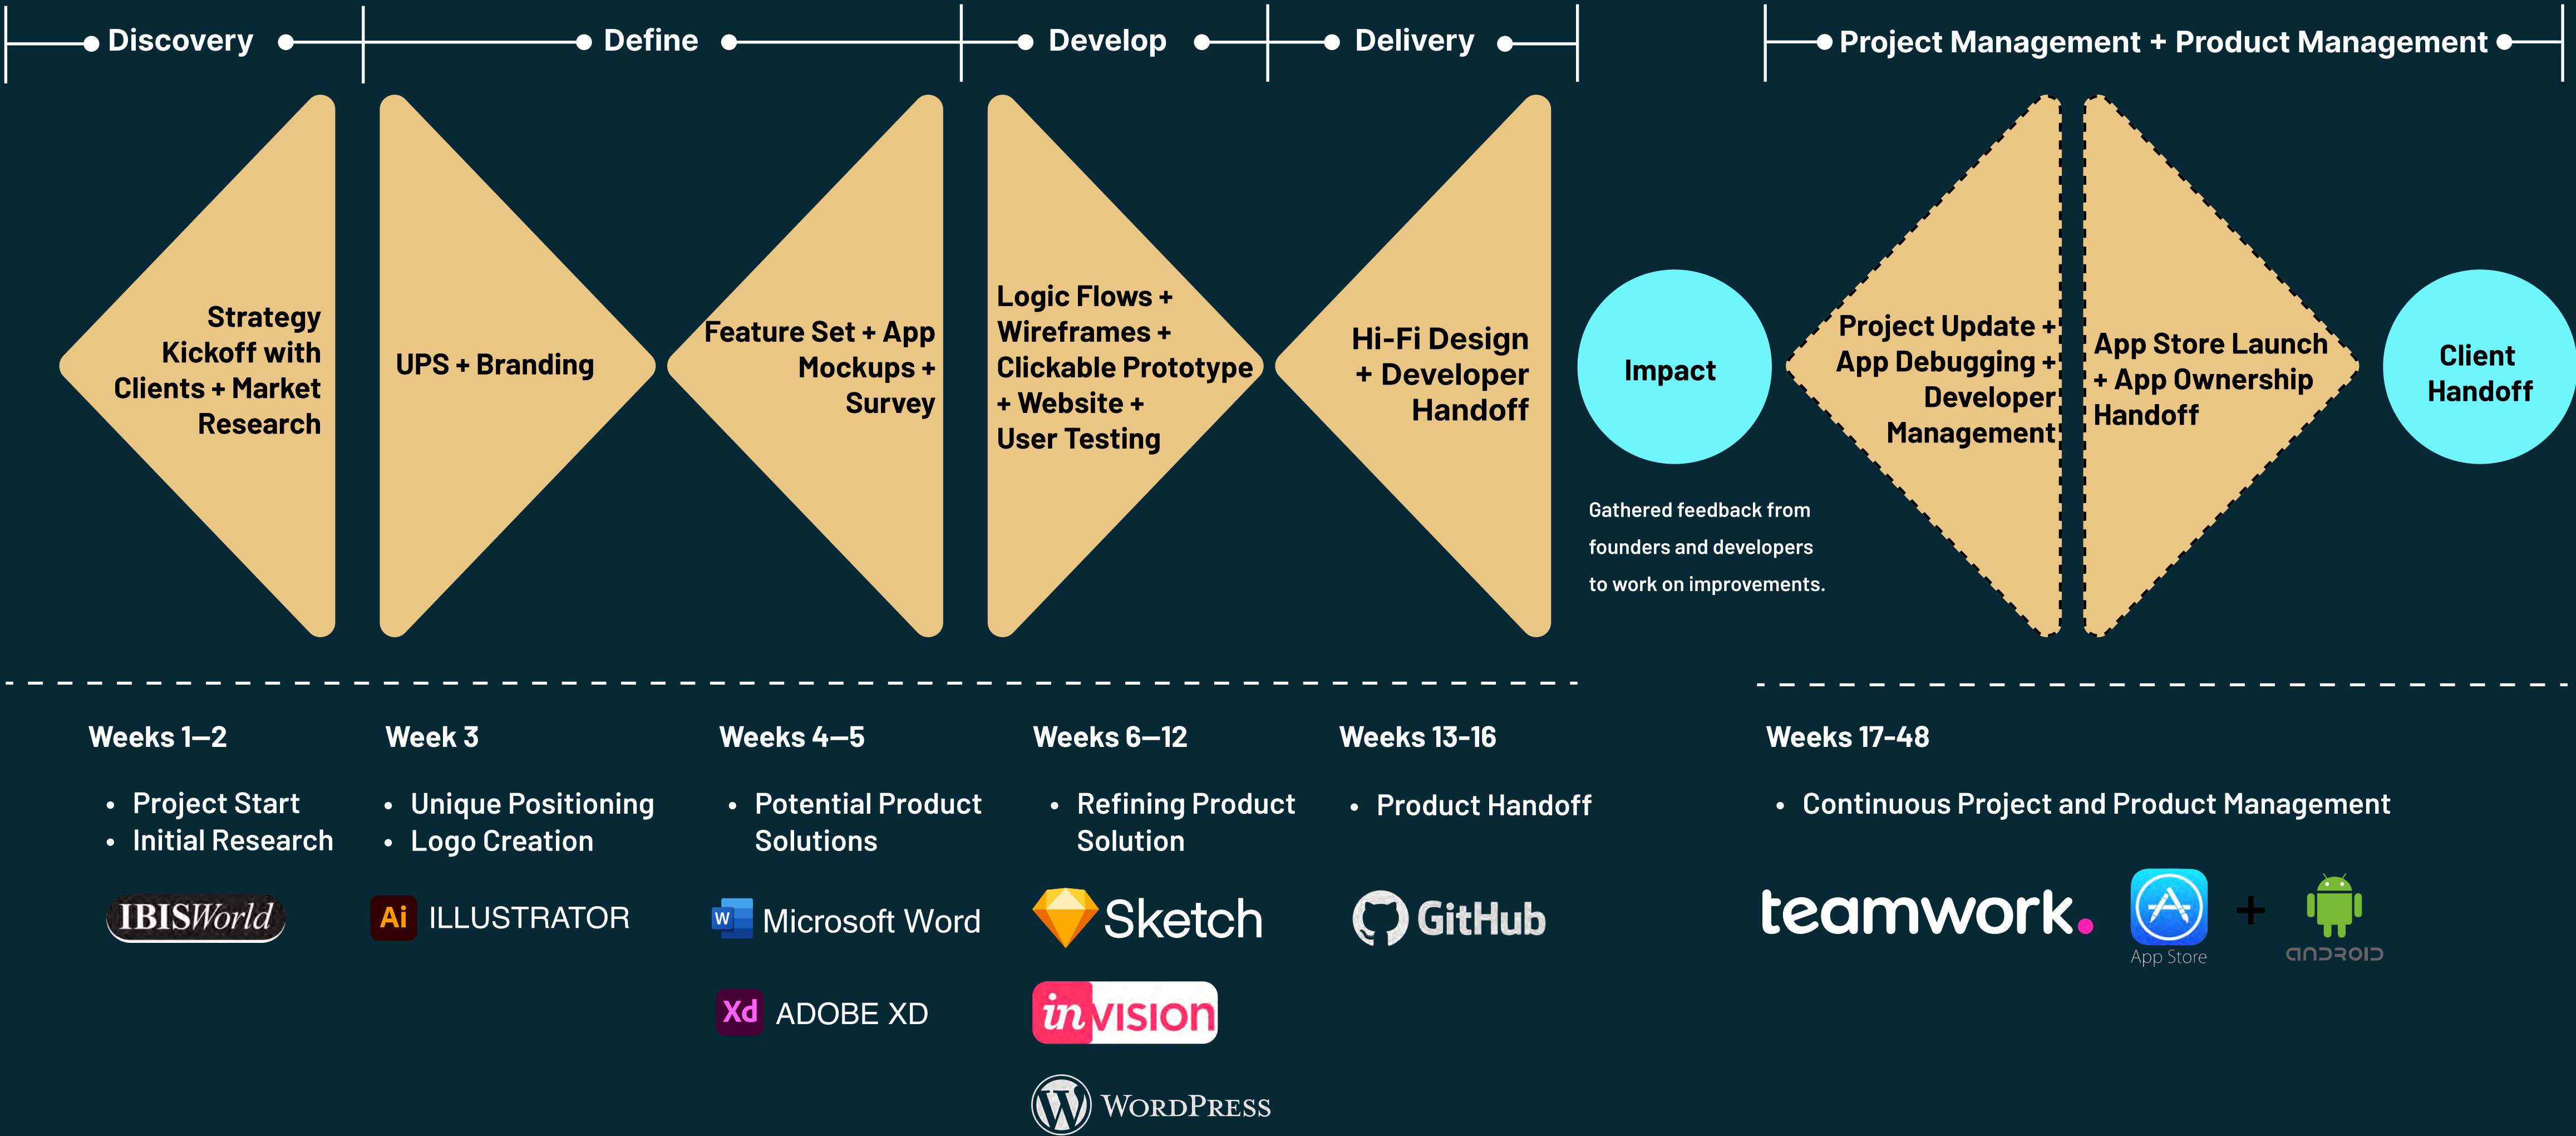 Discovery
Define
Develop
Delivery
Project Management + Product Management
Strategy
Kickoff with
Clients + Market
Research
UPS + Branding
Feature Set + App
Mockups +
Survey
Logic Flows +
Wireframes +
Clickable Prototype
+ Website +
User Testing
Hi-Fi Design
+ Developer
Handoff
Impact
Gathered feedback from
founders and developers
to work on improvements.
Project Update +
App Debugging +
Developer
Management
App Store Launch
+ App Ownership
Handoff
Client
Handoff
Weeks 1—2
• Project Start
• Initial Research
IBISWorld
Week 3
• Unique Positioning
• Logo Creation
Ai ILLUSTRATOR
Weeks 4—5
• Potential Product
Solutions
W Microsoft Word
Xd ADOBE XD
Weeks 6—12
• Refining Product
Solution
Sketch
invision
W WORDPRESS
Weeks 13-16
• Product Handoff
GitHub
Weeks 17-48
• Continuous Project and Product Management
teamwork.
App Store
+
ANDROID